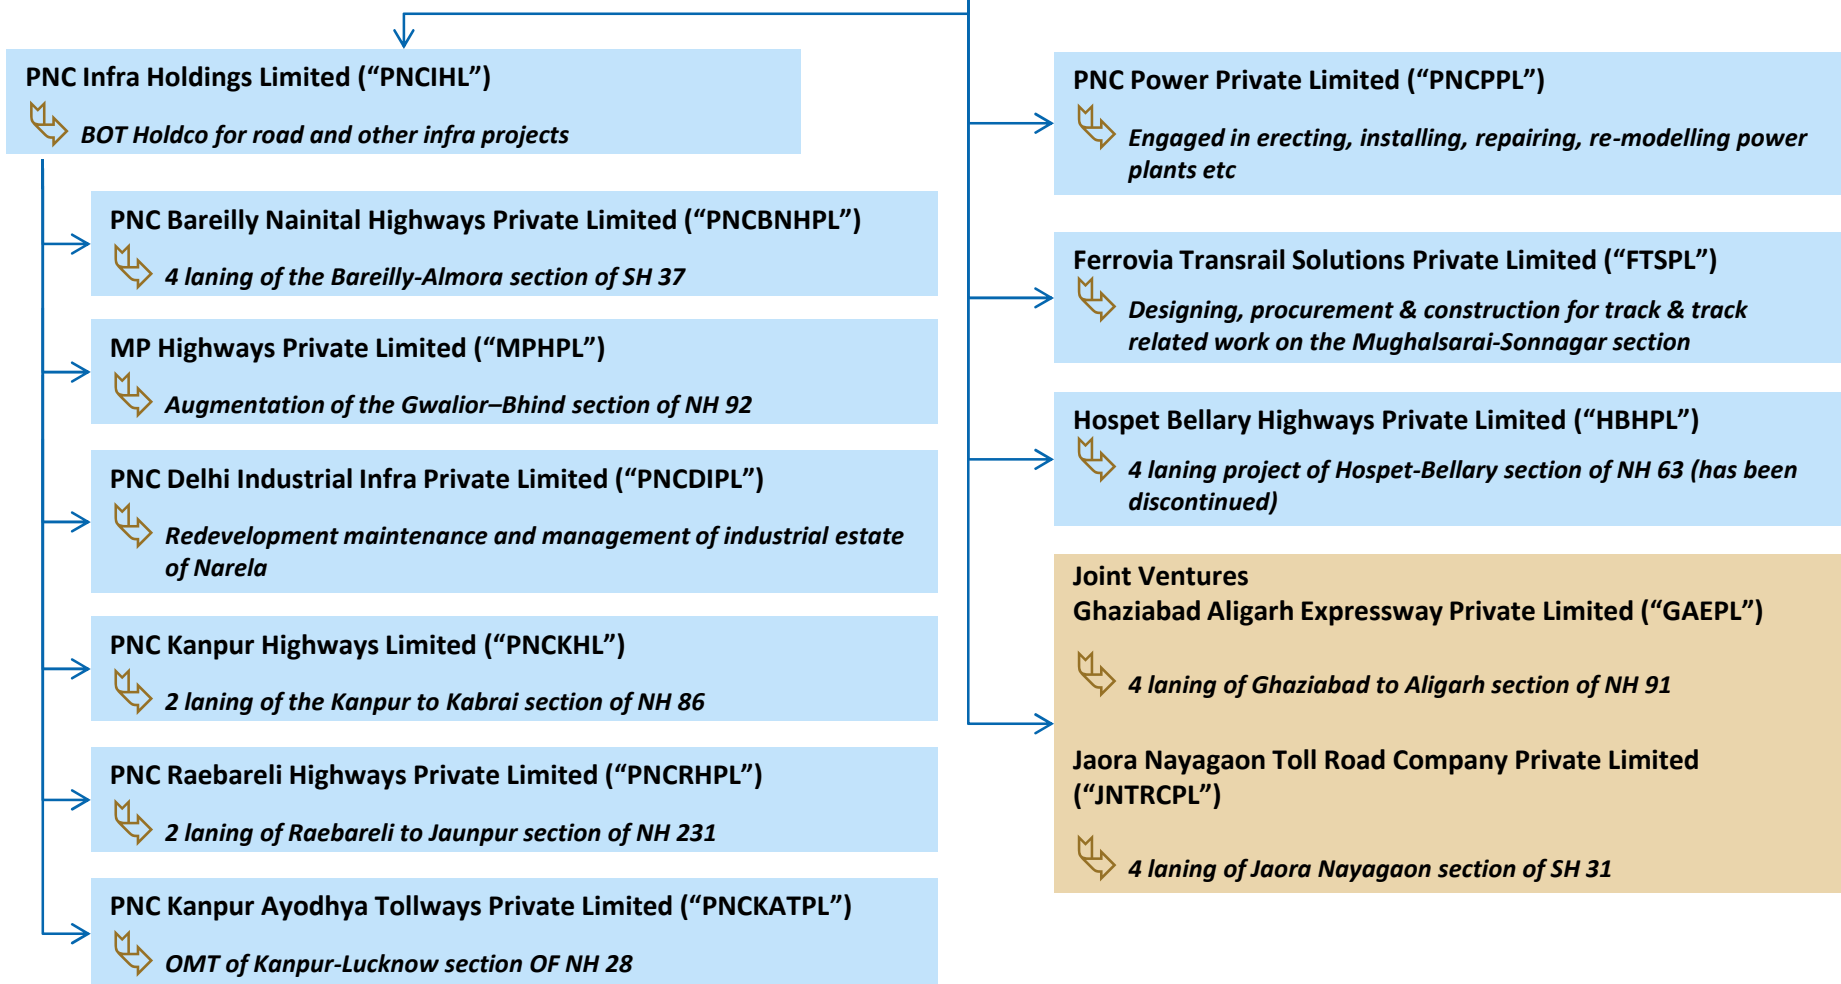 PNC Infra Holdings Limited (“PNCIHL”)
BOT Holdco for road and other infra projects
PNC Bareilly Nainital Highways Private Limited (“PNCBNHPL”)
4 laning of the Bareilly-Almora section of SH 37
MP Highways Private Limited (“MPHPL”)
Augmentation of the Gwalior–Bhind section of NH 92
PNC Delhi Industrial Infra Private Limited (“PNCDIPL”)
Redevelopment maintenance and management of industrial estate
of Narela
PNC Kanpur Highways Limited (“PNCKHL”)
2 laning of the Kanpur to Kabrai section of NH 86
PNC Raebareli Highways Private Limited (“PNCRHPL”)
2 laning of Raebareli to Jaunpur section of NH 231
PNC Kanpur Ayodhya Tollways Private Limited (“PNCKATPL”)
OMT of Kanpur-Lucknow section OF NH 28
PNC Power Private Limited (“PNCPPL”)
Engaged in erecting, installing, repairing, re-modelling power
plants etc
Ferrovia Transrail Solutions Private Limited (“FTSPL”)
Designing, procurement & construction for track & track
related work on the Mughalsarai-Sonnagar section
Hospet Bellary Highways Private Limited (“HBHPL”)
4 laning project of Hospet-Bellary section of NH 63 (has been
discontinued)
Joint Ventures
Ghaziabad Aligarh Expressway Private Limited (“GAEPL”)
4 laning of Ghaziabad to Aligarh section of NH 91
Jaora Nayagaon Toll Road Company Private Limited
(“JNTRCPL”)
4 laning of Jaora Nayagaon section of SH 31